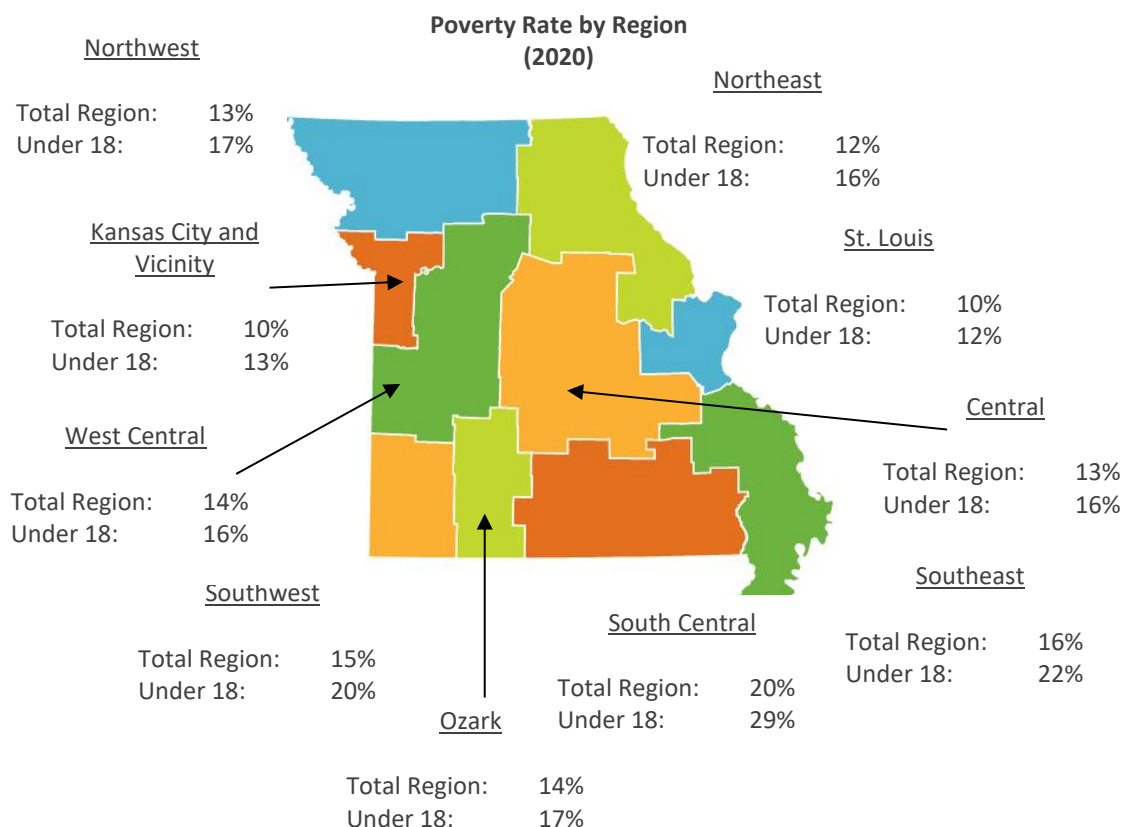 Poverty Rate by Region
(2020)
Northwest
Total Region: 13%
Under 18: 17%
Northeast
Total Region: 12%
Under 18: 16%
Kansas City and
Vicinity
Total Region: 10%
Under 18: 13%
St. Louis
Total Region: 10%
Under 18: 12%
West Central
Total Region: 14%
Under 18: 16%
Central
Total Region: 13%
Under 18: 16%
Southwest
Total Region: 15%
Under 18: 20%
Ozark
Total Region: 14%
Under 18: 17%
South Central
Total Region: 20%
Under 18: 29%
Southeast
Total Region: 16%
Under 18: 22%